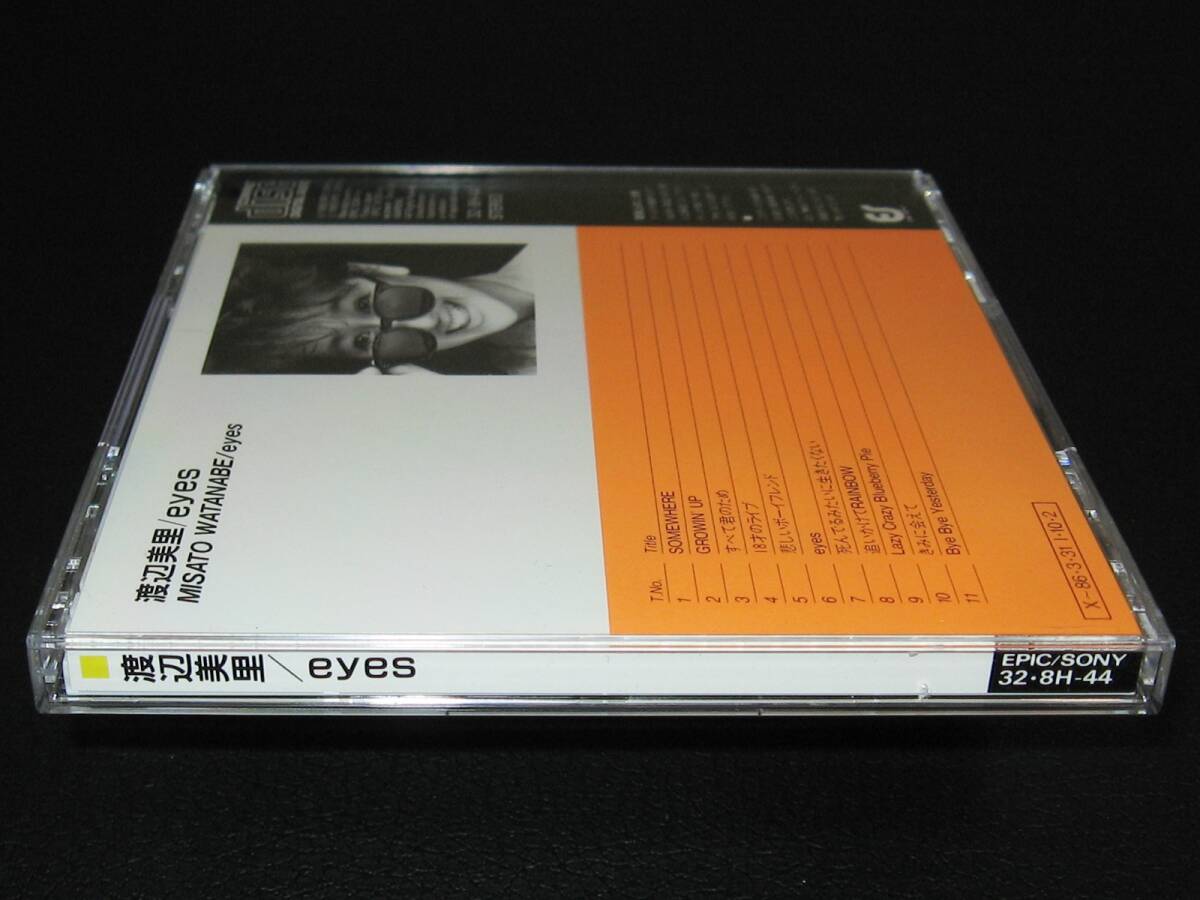 渡辺美里/eyes
MISATO WATANABE/eyes
T.No. Title
1 SOMEWHERE
2 GROWIN' UP
3 すべて君のため
4 18才のライブ
5 悲しいボーイフレンド
6 eyes
7 死んでるみたいに生きたくない
8 追いかけてRAINBOW
9 Lazy Crazy Blueberry Pie
10 きみに会えて
11 Bye Bye Yesterday
X-86・3・31 I・10・2
渡辺美里/eyes
EPIC/SONY
32・8H-44